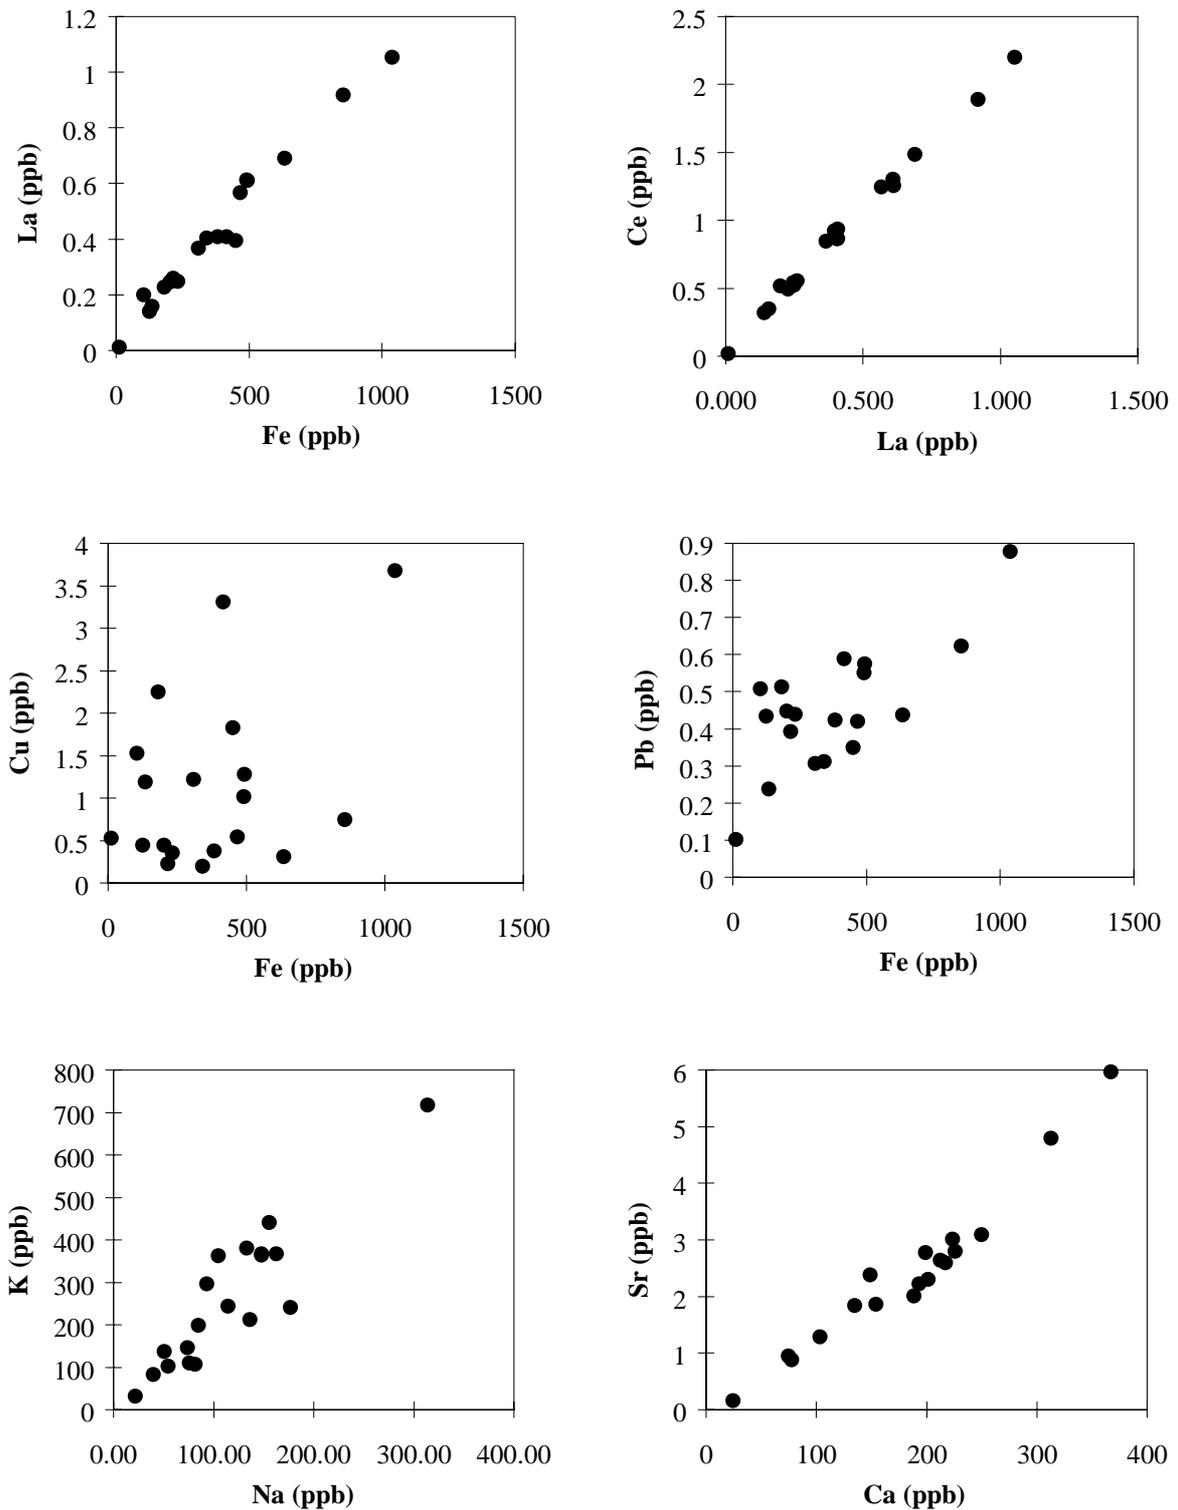 1.2
1
0.8
0.6
0.4
0.2
0
La (ppb)
0 500 1000 1500
Fe (ppb)
2.5
2
1.5
1
0.5
0
Ce (ppb)
0.000 0.500 1.000 1.500
La (ppb)
4
3.5
3
2.5
2
1.5
1
0.5
0
Cu (ppb)
0 500 1000 1500
Fe (ppb)
0.9
0.8
0.7
0.6
0.5
0.4
0.3
0.2
0.1
0
Pb (ppb)
0 500 1000 1500
Fe (ppb)
800
700
600
500
400
300
200
100
0
K (ppb)
0.00 100.00 200.00 300.00 400.00
Na (ppb)
6
5
4
3
2
1
0
Sr (ppb)
0 100 200 300 400
Ca (ppb)